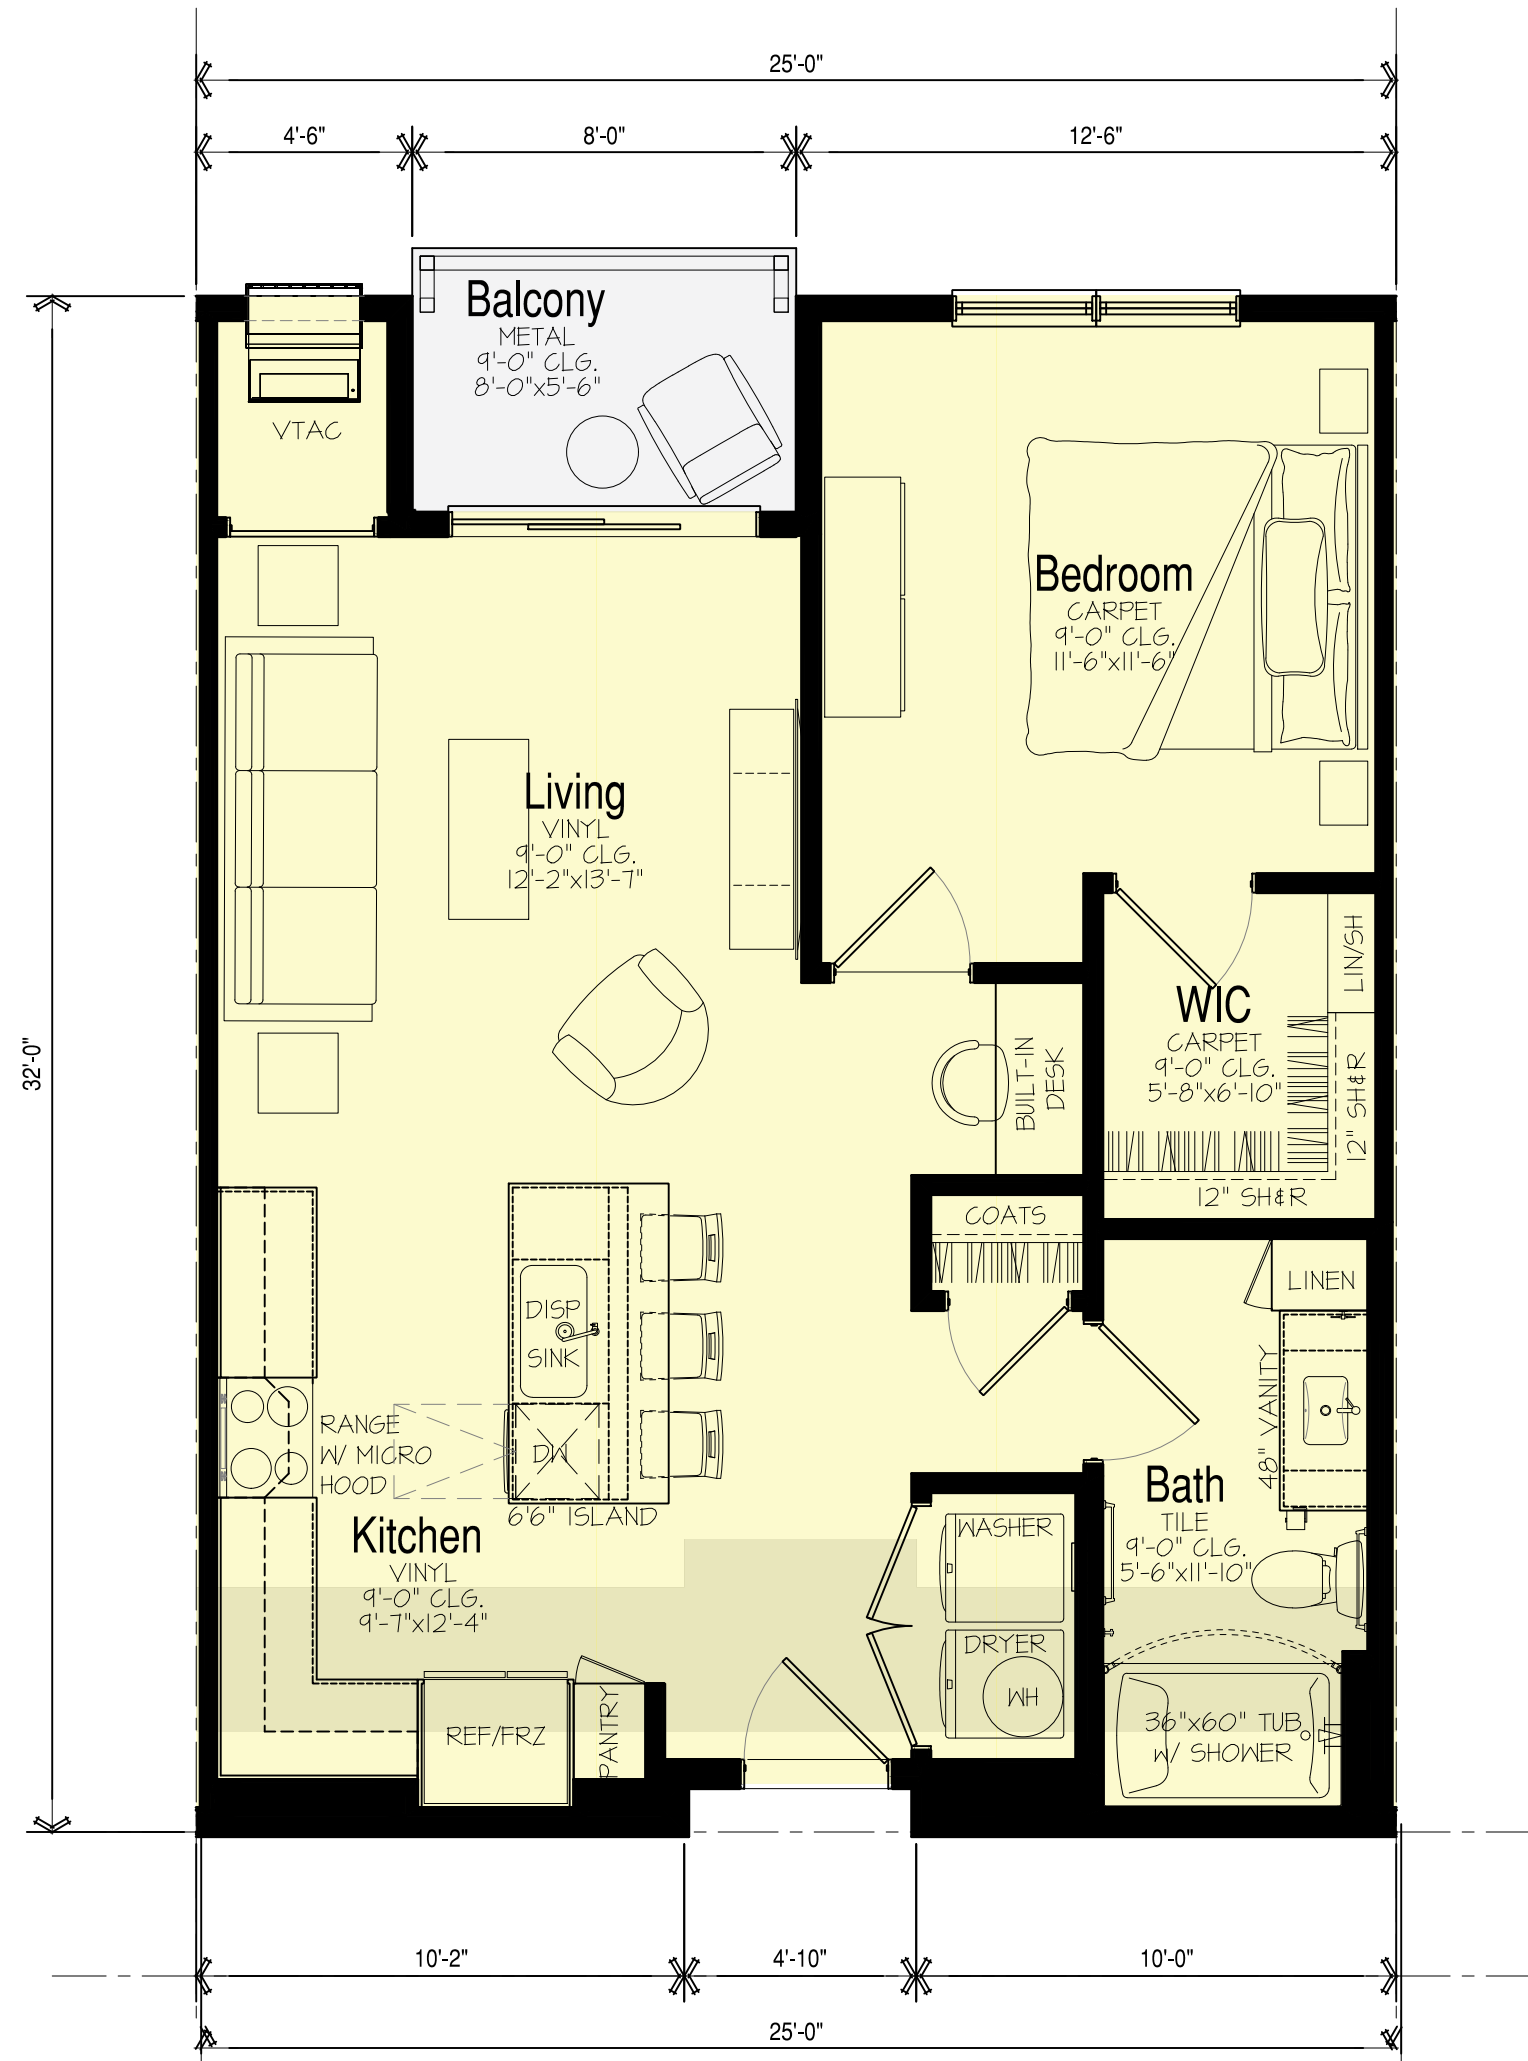 25'-0"
4'-6"
8'-0"
12'-6"
Balcony
METAL
9'-0" CLG.
8'-0"x5'-6"
VTAC
Bedroom
CARPET
9'-0" CLG.
11'-6"x11'-6"
Living
VINYL
9'-0" CLG.
12'-2"x13'-7"
32'-0"
LIN/SH
WIC
CARPET
9'-0" CLG.
5'-8"x6'-10"
12" SH&R
12" SH&R
BUILT-IN
DESK
COATS
LINEN
DISP
SINK
48" VANITY
RANGE
W/ MICRO
HOOD
DW
6'6" ISLAND
Kitchen
VINYL
9'-0" CLG.
9'-7"x12'-4"
Bath
TILE
9'-0" CLG.
5'-6"x11'-10"
WASHER
DRYER
WH
REF/FRZ
PANTRY
36"x60" TUB
W/ SHOWER
10'-2"
4'-10"
10'-0"
25'-0"